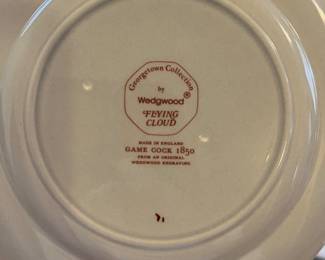 Georgetown Collection ®
by
Wedgwood
FLYING
CLOUD
MADE IN ENGLAND
GAME COCK 1850
FROM AN ORIGINAL
WEDGWOOD ENGRAVING